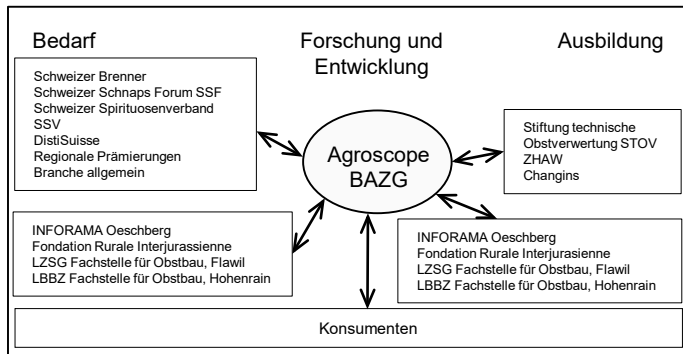 Bedarf
Schweizer Brenner
Schweizer Schnaps Forum SSF
Schweizer Spirituosenverband
SSV
DistiSuisse
Regionale Prämierungen
Branche allgemein
INFORAMA Oeschberg
Fondation Rurale Interjurassienne
LZSG Fachstelle für Obstbau, Flawil
LBBZ Fachstelle für Obstbau, Hohenrain
Forschung und
Entwicklung
Agroscope
BAZG
Ausbildung
Stiftung technische
Obstverwertung STOV
ZHAW
Changins
INFORAMA Oeschberg
Fondation Rurale Interjurasienne
LZSG Fachstelle für Obstbau, Flawil
LBBZ Fachstelle für Obstbau, Hohenrain
Konsumenten